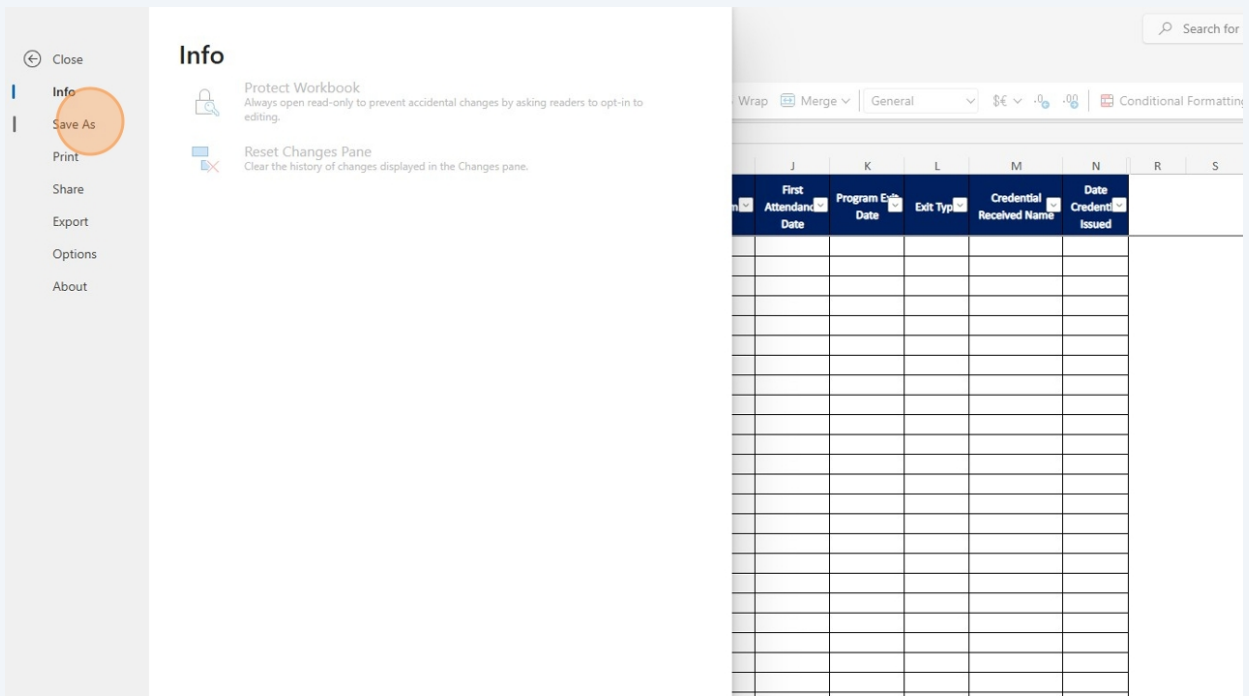 Close
Info
Save As
Print
Share
Export
Options
About
Info
Protect Workbook
Always open read-only to prevent accidental changes by asking readers to opt-in to
editing.
Reset Changes Pane
Clear the history of changes displayed in the Changes pane.
Search for
Wrap Merge General $€ .0 .00 Conditional Formatting
J K L M N R S
First
Attendanc
Date
Program Exit
Date
Exit Typ
Credential
Received Name
Date
Credenti
Issued